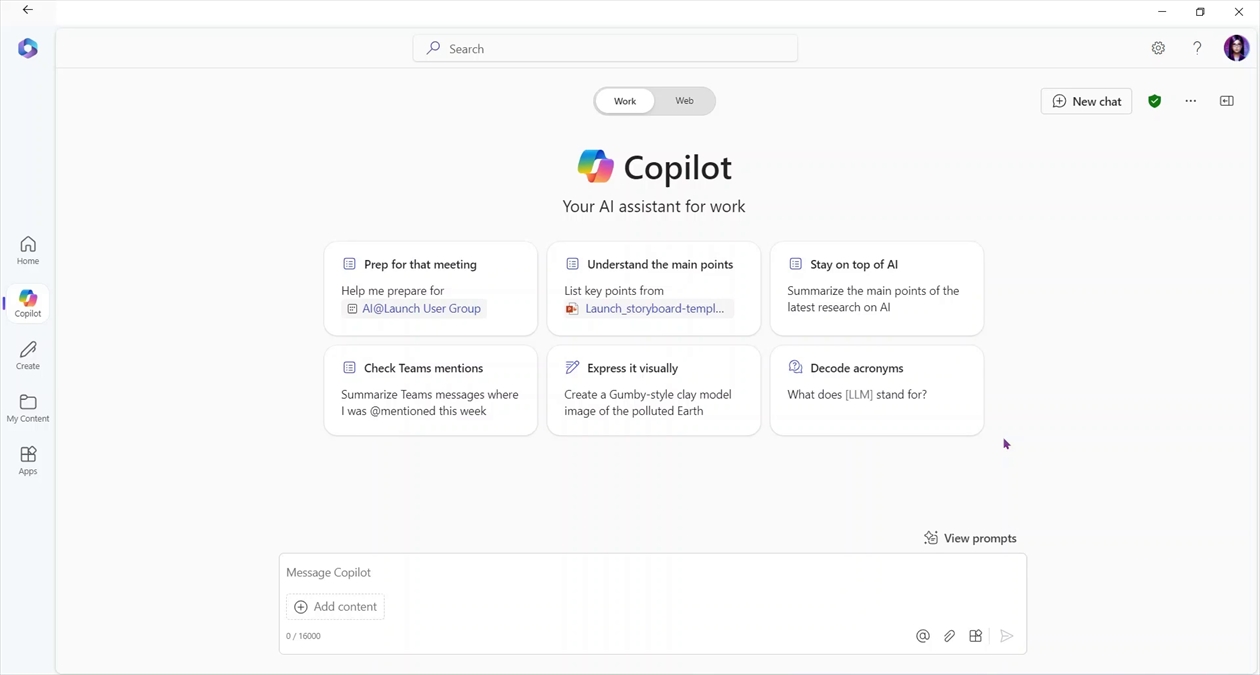 Search
Work
Web
New chat
Copilot
Your AI assistant for work
Prep for that meeting
Help me prepare for
AI@Launch User Group
Understand the main points
List key points from
Launch_storyboard-templ...
Stay on top of AI
Summarize the main points of the
latest research on AI
Check Teams mentions
Summarize Teams messages where
I was @mentioned this week
Express it visually
Create a Gumby-style clay model
image of the polluted Earth
Decode acronyms
What does [LLM] stand for?
Home
Copilot
Create
My Content
Apps
View prompts
Message Copilot
Add content
0 / 16000